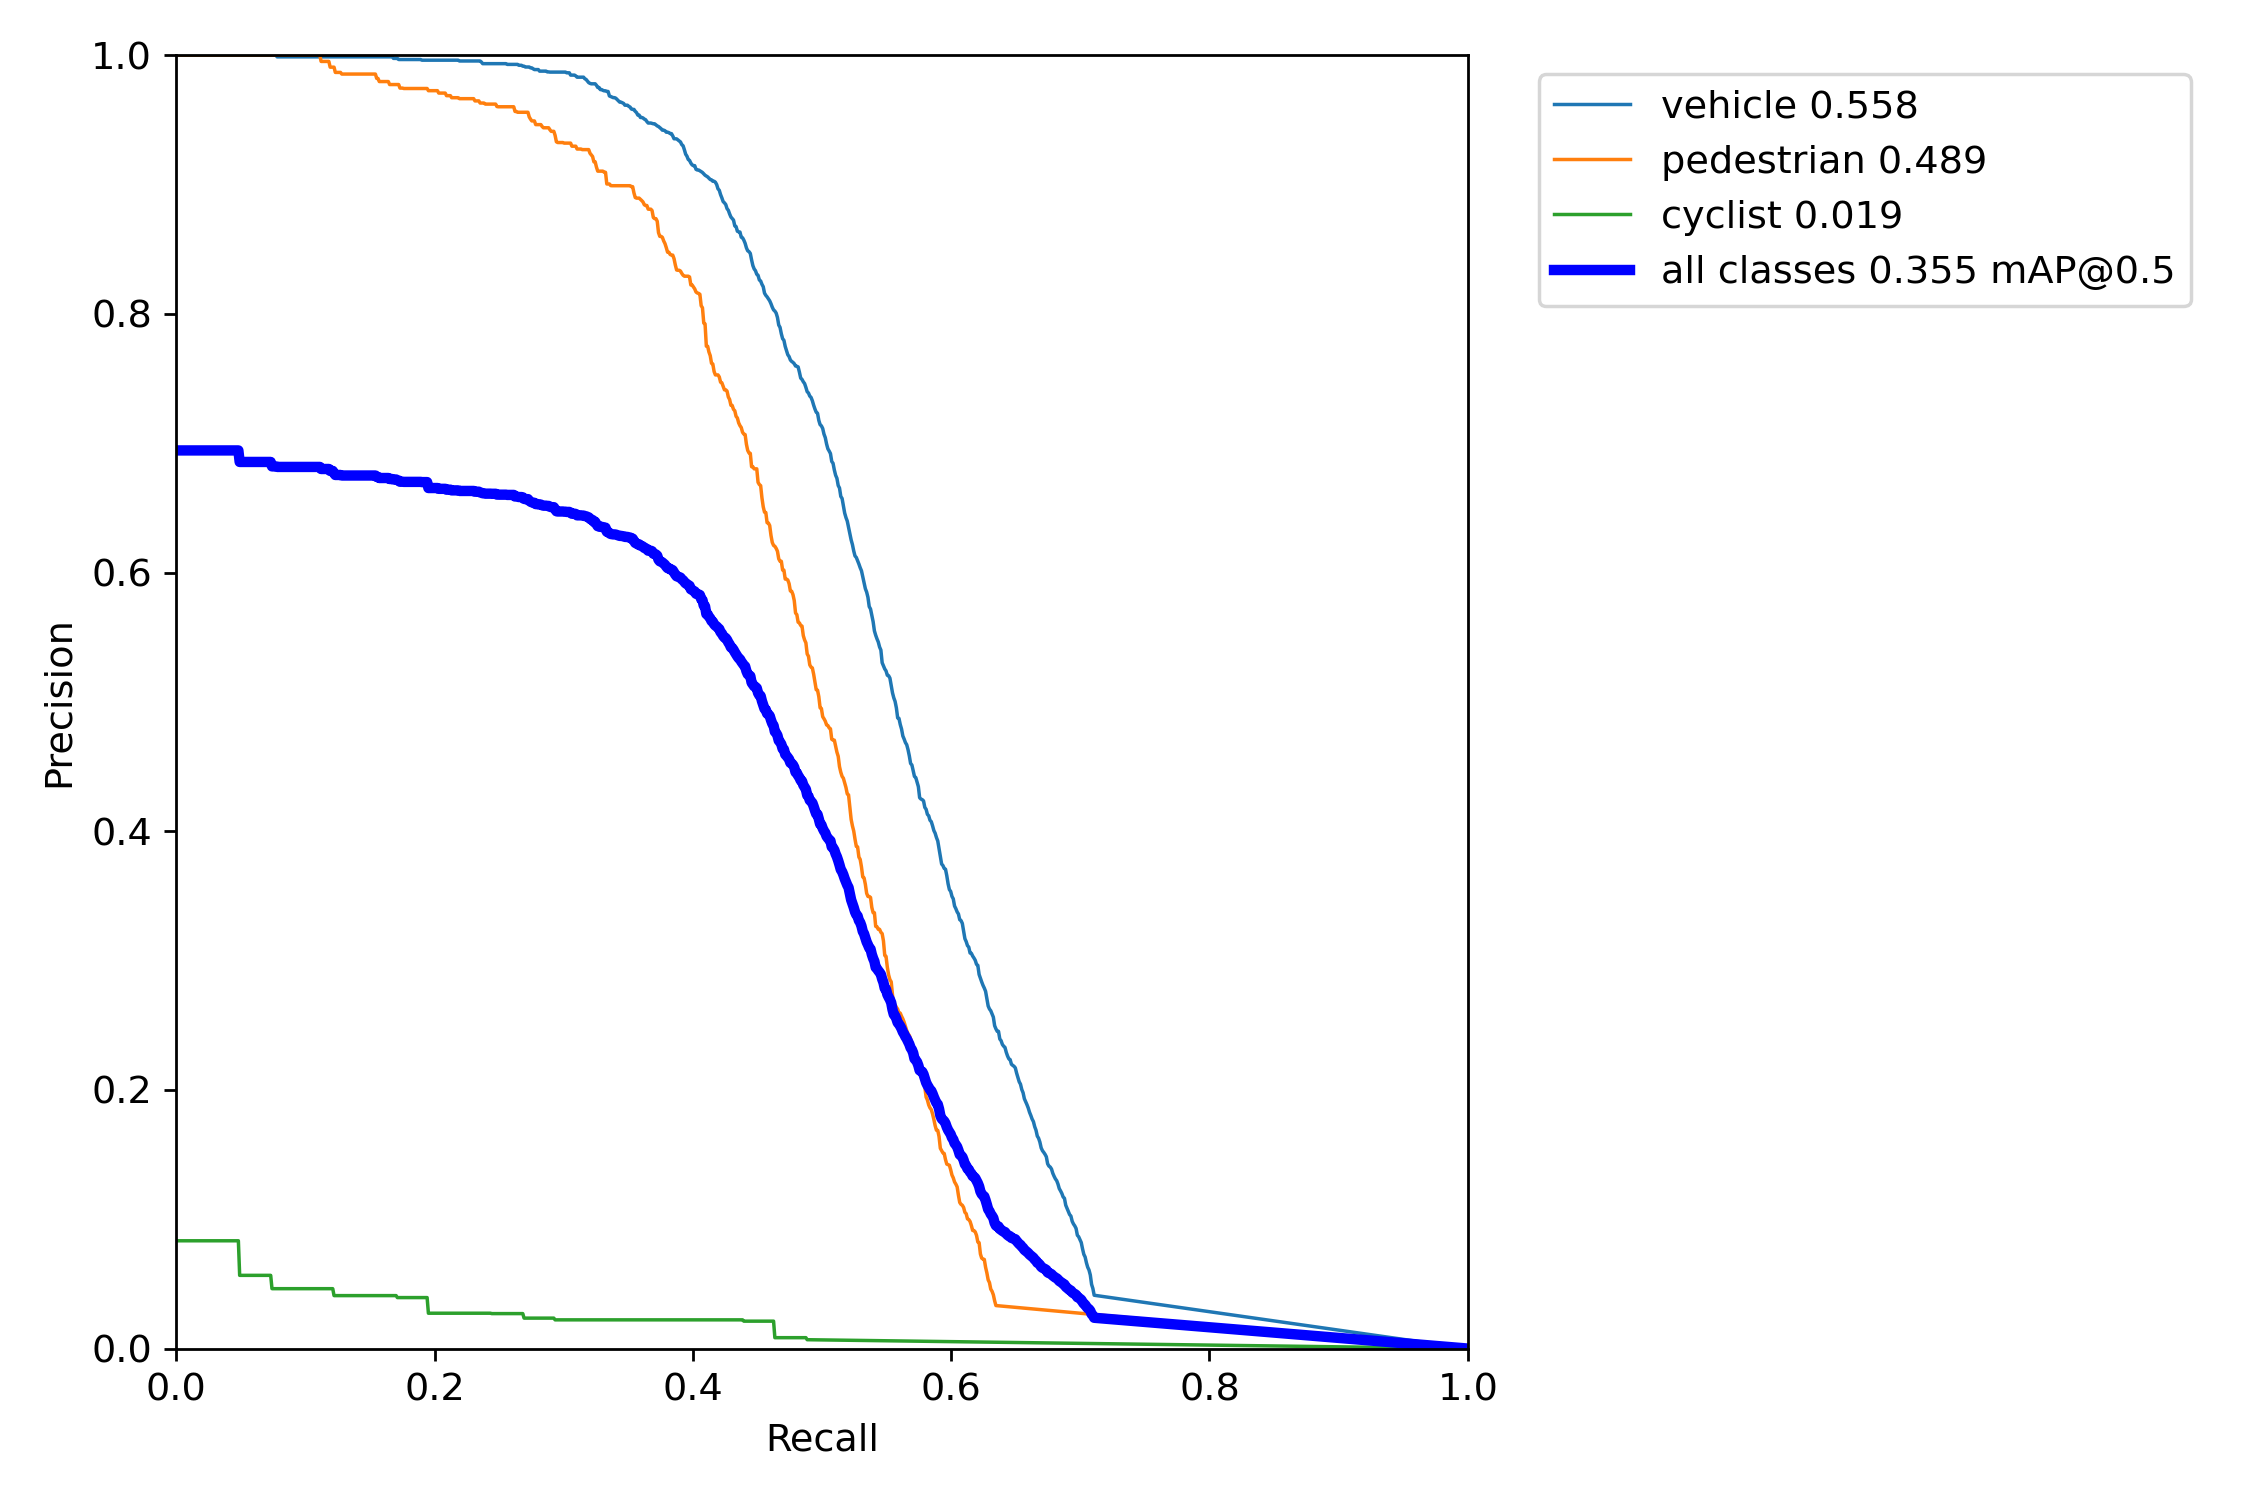 1.0
0.8
0.6
0.4
0.2
0.0
0.0 0.2 0.4 0.6 0.8 1.0
Precision
Recall
vehicle 0.558
pedestrian 0.489
cyclist 0.019
all classes 0.355 mAP@0.5